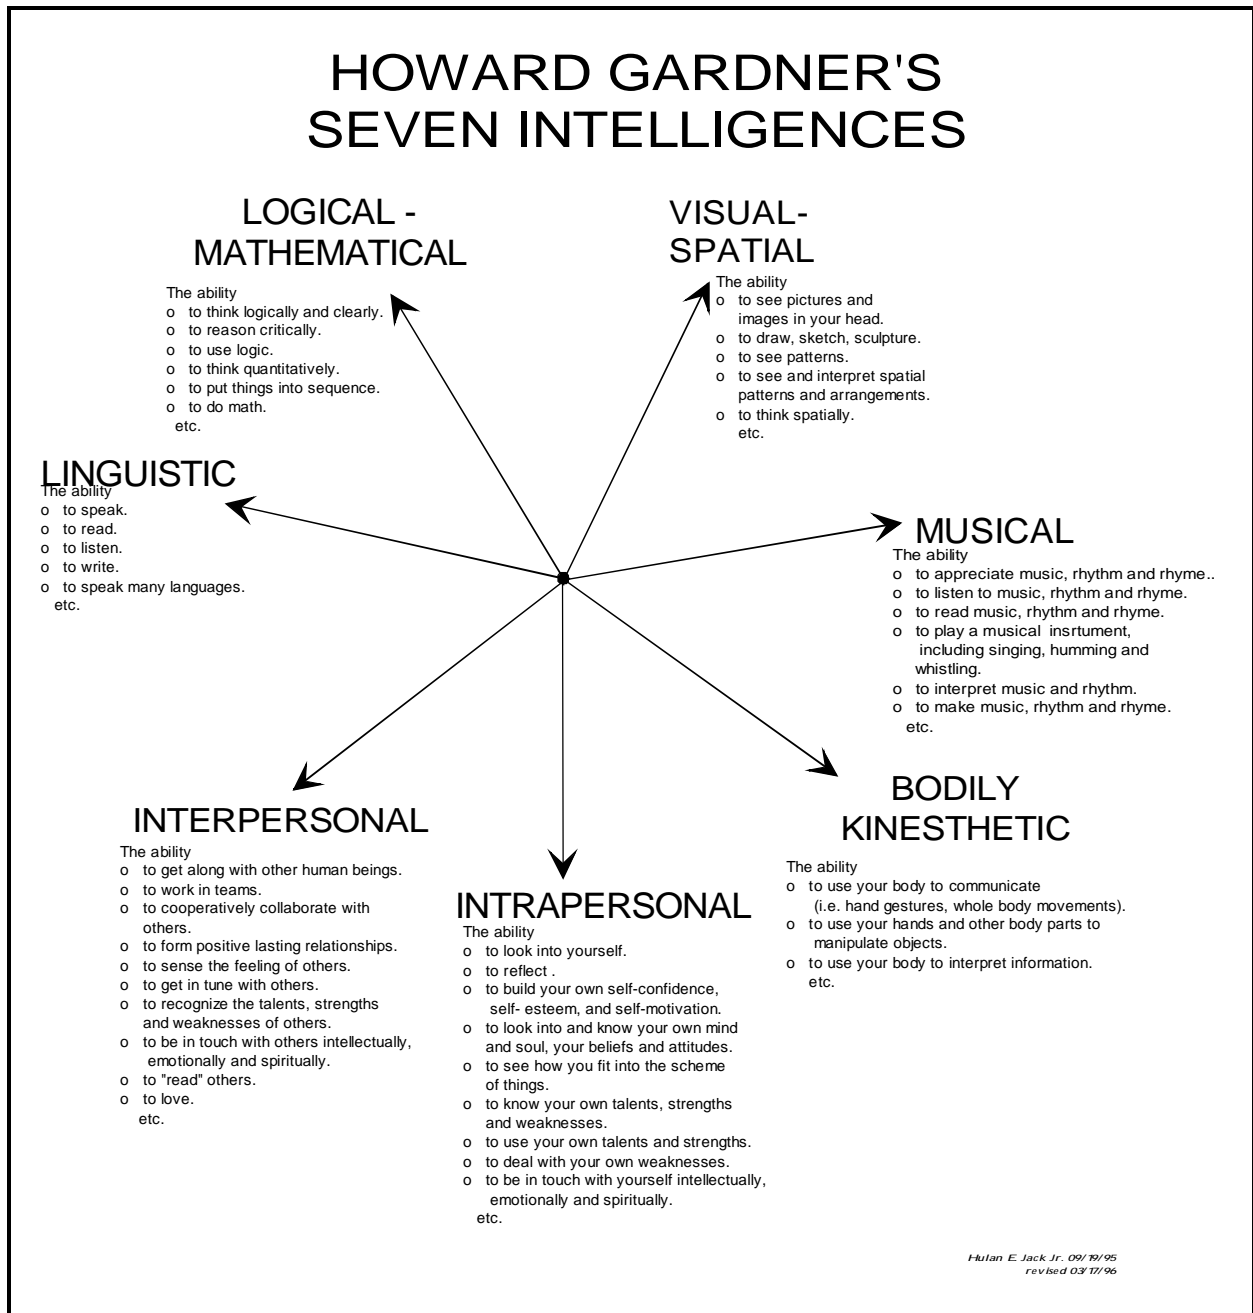 HOWARD GARDNER'S
SEVEN INTELLIGENCES
LOGICAL -
MATHEMATICAL
The ability
o to think logically and clearly.
o to reason critically.
o to use logic.
o to think quantitatively.
o to put things into sequence.
o to do math.
etc.
VISUAL-
SPATIAL
The ability
o to see pictures and
images in your head.
o to draw, sketch, sculpture.
o to see patterns.
o to see and interpret spatial
patterns and arrangements.
o to think spatially.
etc.
LINGUISTIC
The ability
o to speak.
o to read.
o to listen.
o to write.
o to speak many languages.
etc.
MUSICAL
The ability
o to appreciate music, rhythm and rhyme..
o to listen to music, rhythm and rhyme.
o to read music, rhythm and rhyme.
o to play a musical insrtument,
including singing, humming and
whistling.
o to interpret music and rhythm.
o to make music, rhythm and rhyme.
etc.
INTERPERSONAL
The ability
o to get along with other human beings.
o to work in teams.
o to cooperatively collaborate with
others.
o to form positive lasting relationships.
o to sense the feeling of others.
o to get in tune with others.
o to recognize the talents, strengths
and weaknesses of others.
o to be in touch with others intellectually,
emotionally and spiritually.
o to "read" others.
o to love.
etc.
INTRAPERSONAL
The ability
o to look into yourself.
o to reflect .
o to build your own self-confidence,
self- esteem, and self-motivation.
o to look into and know your own mind
and soul, your beliefs and attitudes.
o to see how you fit into the scheme
of things.
o to know your own talents, strengths
and weaknesses.
o to use your own talents and strengths.
o to deal with your own weaknesses.
o to be in touch with yourself intellectually,
emotionally and spiritually.
etc.
BODILY
KINESTHETIC
The ability
o to use your body to communicate
(i.e. hand gestures, whole body movements).
o to use your hands and other body parts to
manipulate objects.
o to use your body to interpret information.
etc.
Hulan E. Jack Jr. 09/19/95
revised 03/17/96